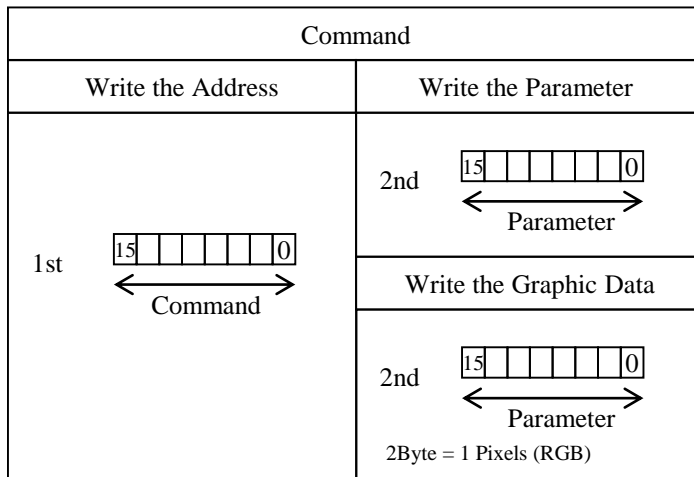 Command
Write the Address
Write the Parameter
1st
15 0
Command
2nd
15 0
Parameter
Write the Graphic Data
2nd
15 0
Parameter
2Byte = 1 Pixels (RGB)